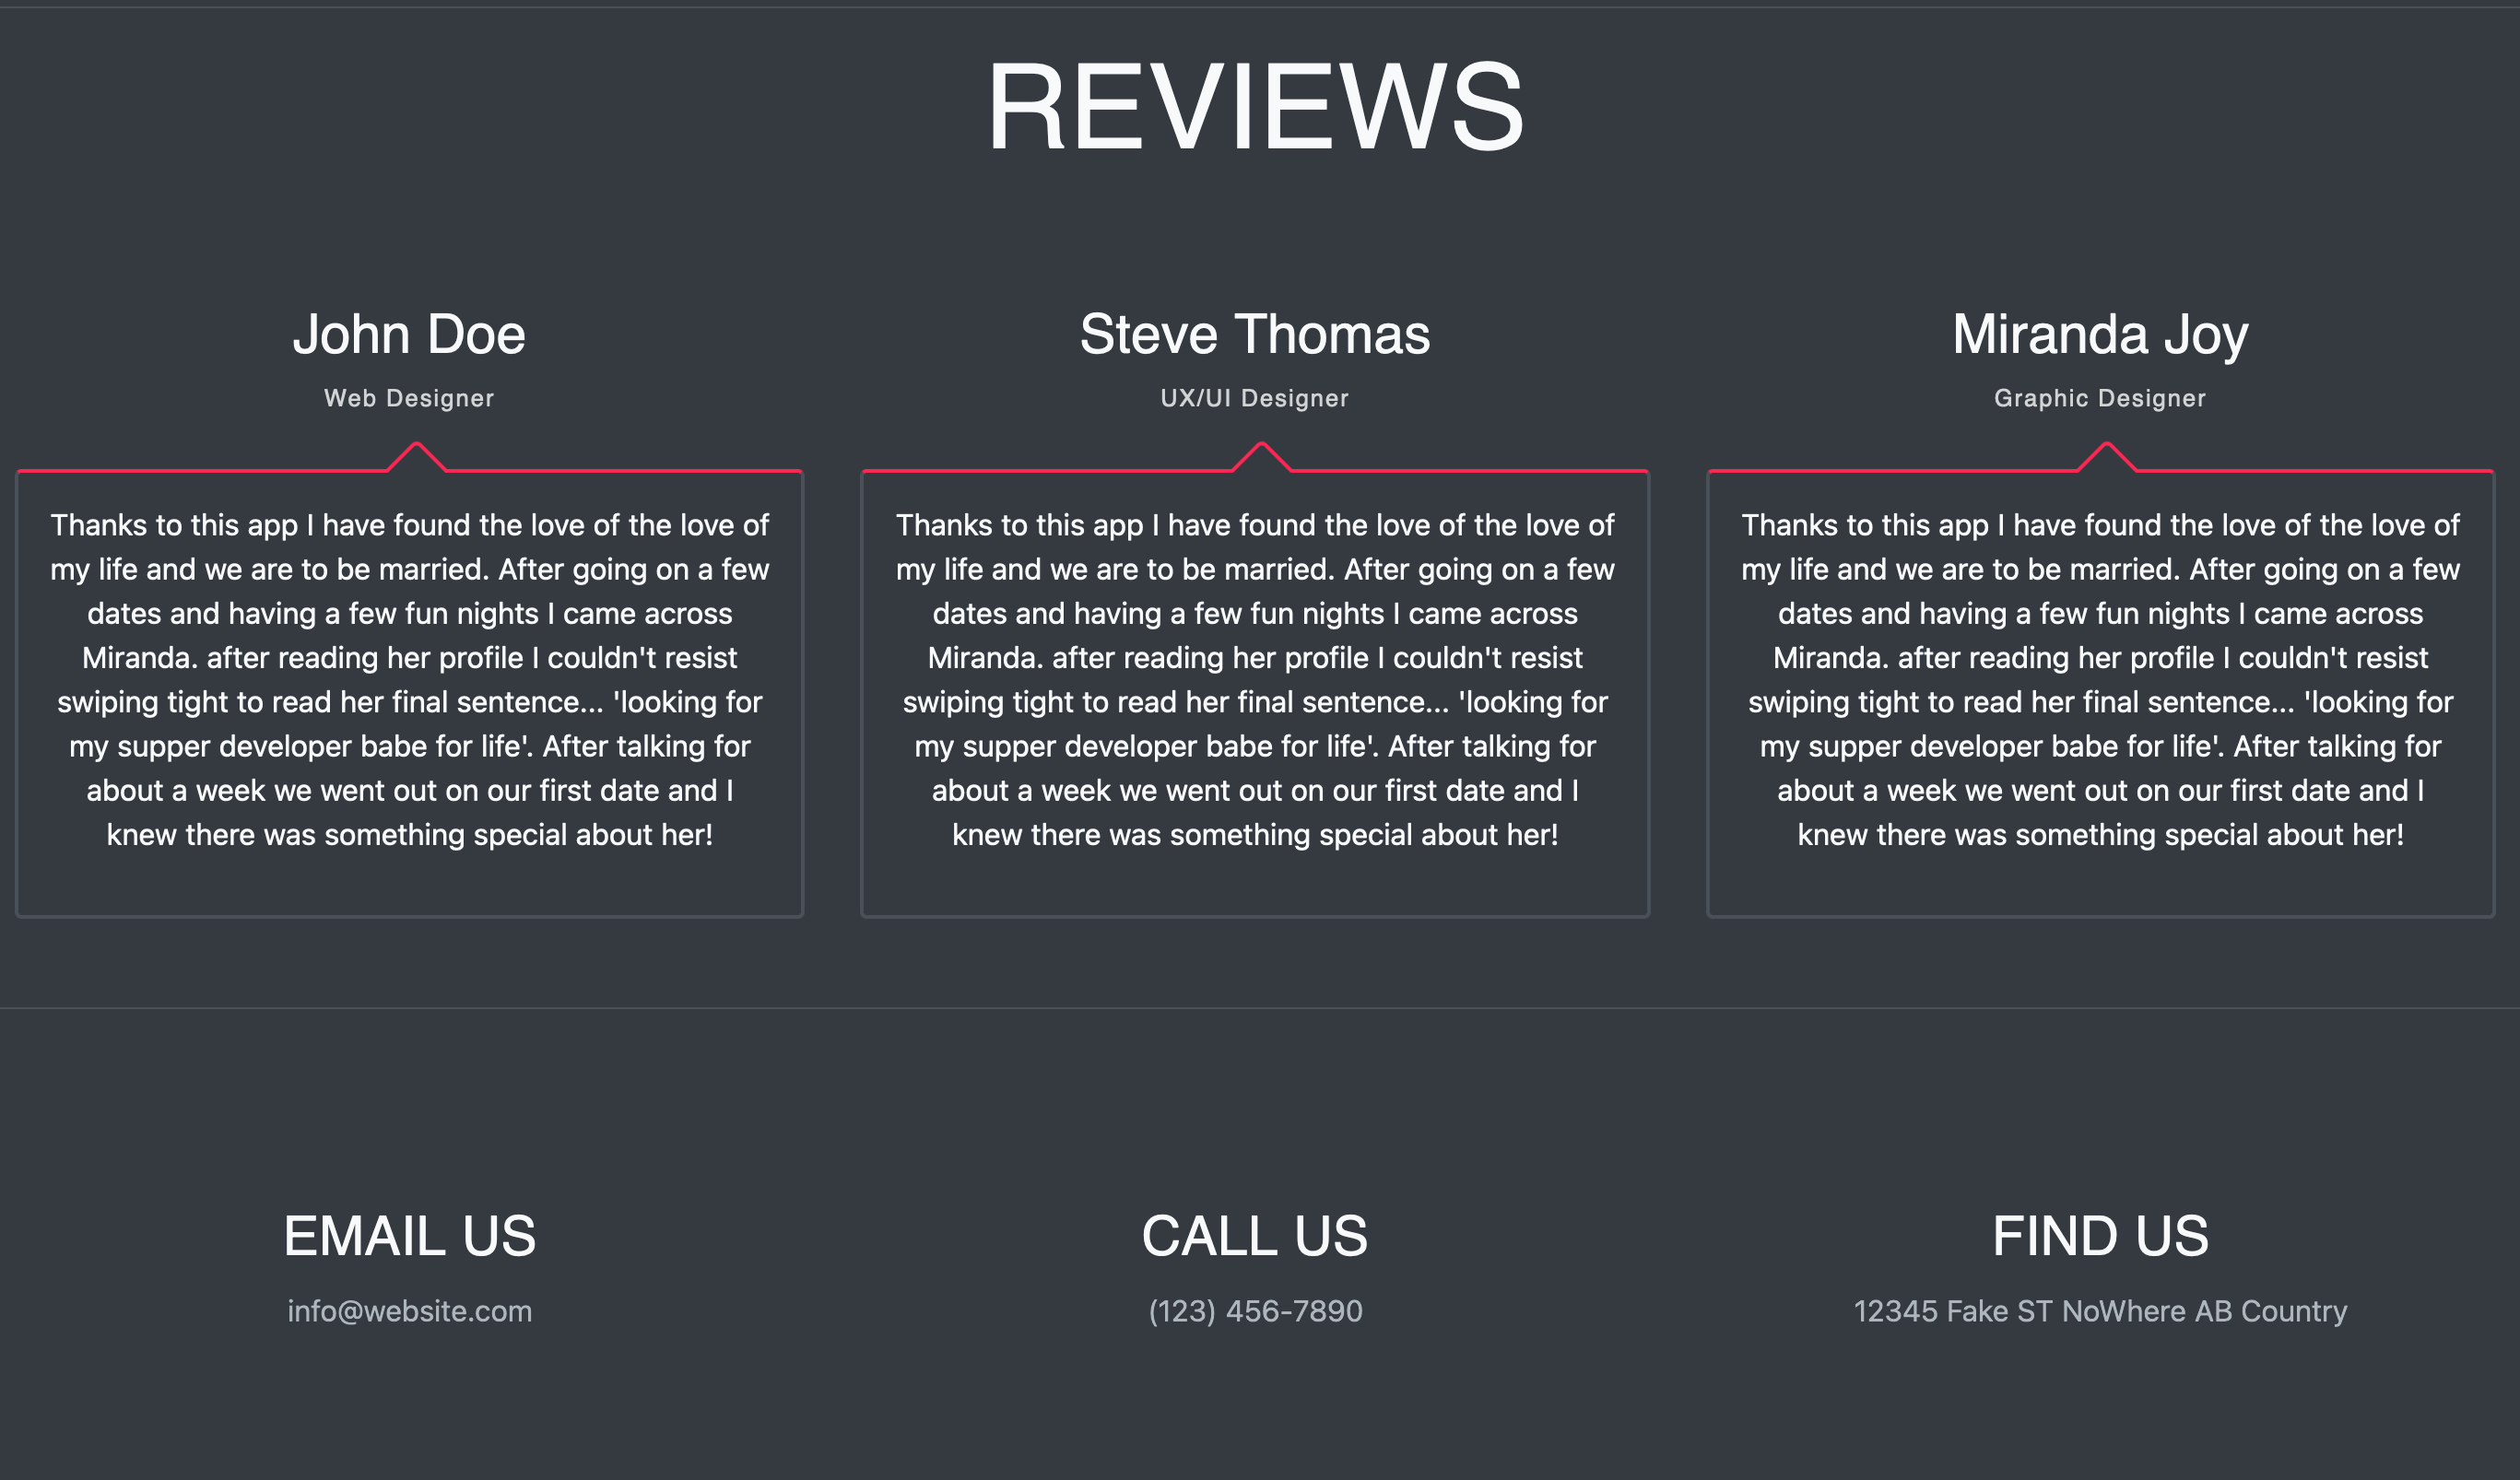 REVIEWS
John Doe
Web Designer
Thanks to this app I have found the love of the love of
my life and we are to be married. After going on a few
dates and having a few fun nights I came across
Miranda. after reading her profile I couldn't resist
swiping tight to read her final sentence... 'looking for
my supper developer babe for life'. After talking for
about a week we went out on our first date and I
knew there was something special about her!
Steve Thomas
UX/UI Designer
Thanks to this app I have found the love of the love of
my life and we are to be married. After going on a few
dates and having a few fun nights I came across
Miranda. after reading her profile I couldn't resist
swiping tight to read her final sentence... 'looking for
my supper developer babe for life'. After talking for
about a week we went out on our first date and I
knew there was something special about her!
Miranda Joy
Graphic Designer
Thanks to this app I have found the love of the love of
my life and we are to be married. After going on a few
dates and having a few fun nights I came across
Miranda. after reading her profile I couldn't resist
swiping tight to read her final sentence... 'looking for
my supper developer babe for life'. After talking for
about a week we went out on our first date and I
knew there was something special about her!
EMAIL US
info@website.com
CALL US
(123) 456-7890
FIND US
12345 Fake ST NoWhere AB Country